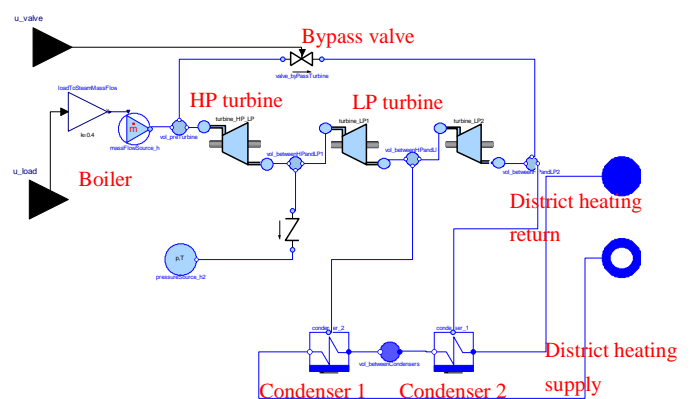 u_valve
Bypass valve
valve_byPassTurbine
loadToSteamMassFlow
HP turbine
LP turbine
turbine_HP_LP
turbine_LP1
turbine_LP2
ṁ
vol_preTurbine
k=0.4
massFlowSource_h
vol_betweenHPandLP1
vol_betweenHPandLI
u_load
Boiler
District heating
return
p,T
pressureSource_h2
condenser_2
condenser_1
vol_betweenCondensers
District heating
supply
Condenser 1
Condenser 2